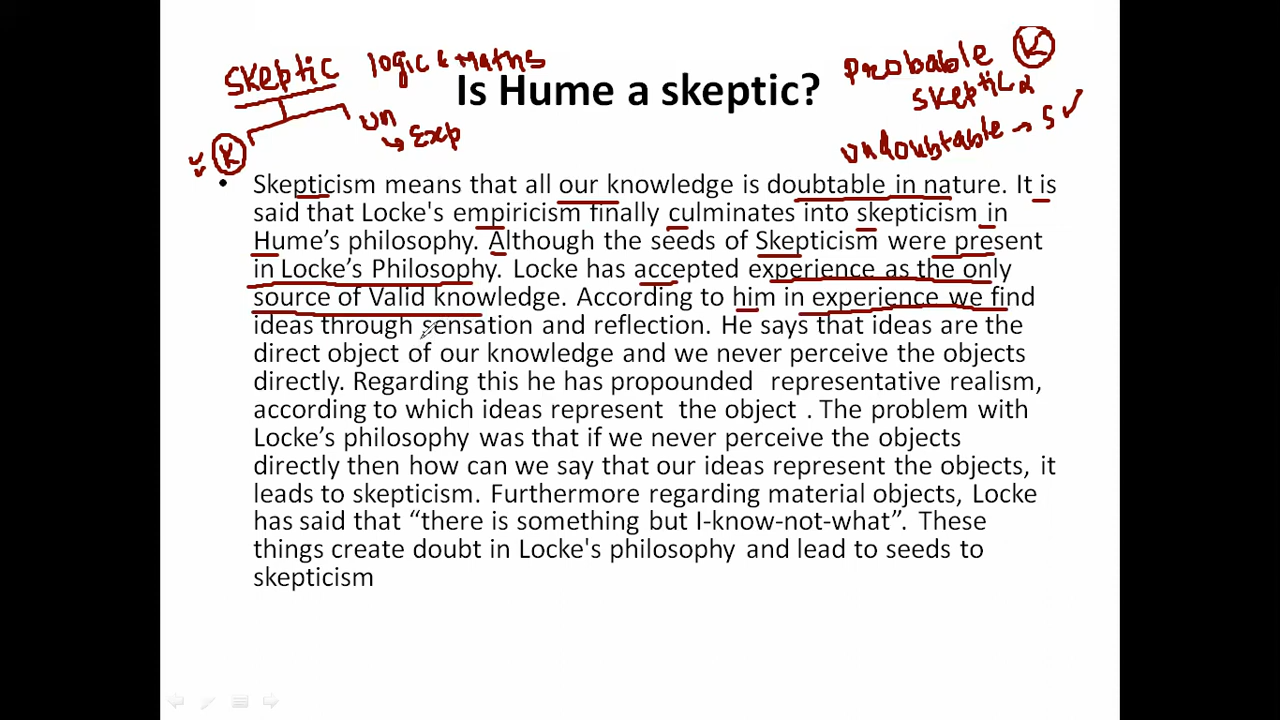 skeptic logic & Maths
Probable K
Is Hume a skeptic?
skeptic
un
Exp
K
undoubtable → S ✓
• Skepticism means that all our knowledge is doubtable in nature. It is
said that Locke's empiricism finally culminates into skepticism in
Hume’s philosophy. Although the seeds of Skepticism were present
in Locke’s Philosophy. Locke has accepted experience as the only
source of Valid knowledge. According to him in experience we find
ideas through sensation and reflection. He says that ideas are the
direct object of our knowledge and we never perceive the objects
directly. Regarding this he has propounded representative realism,
according to which ideas represent the object . The problem with
Locke’s philosophy was that if we never perceive the objects
directly then how can we say that our ideas represent the objects, it
leads to skepticism. Furthermore regarding material objects, Locke
has said that “there is something but I-know-not-what”. These
things create doubt in Locke's philosophy and lead to seeds to
skepticism